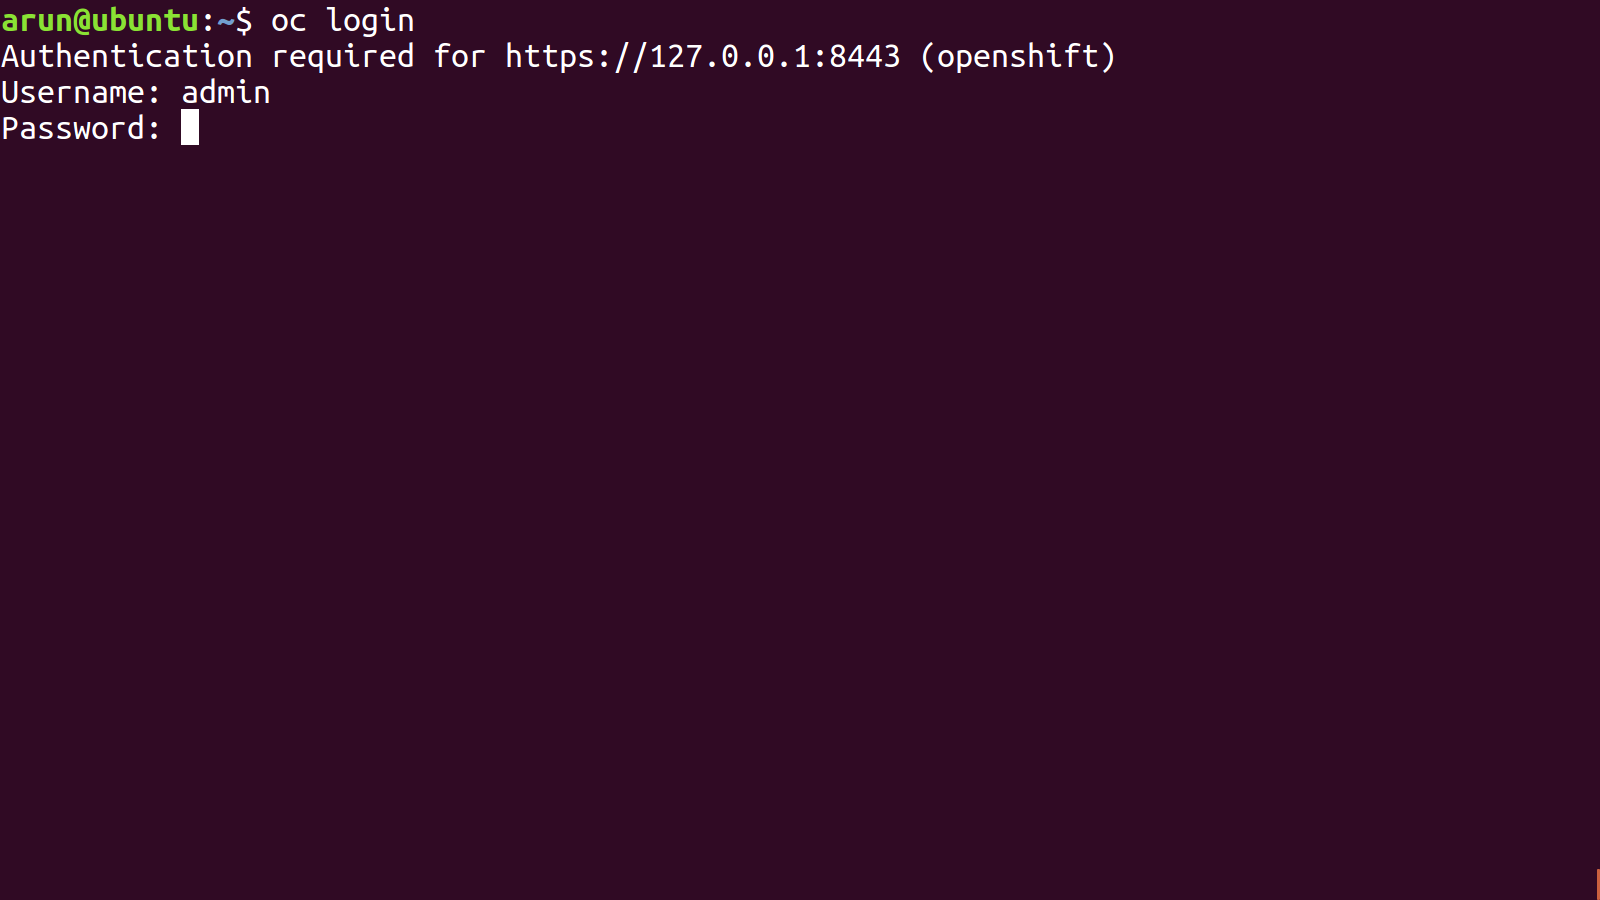 arun@ubuntu:~$ oc login
Authentication required for https://127.0.0.1:8443 (openshift)
Username: admin
Password: